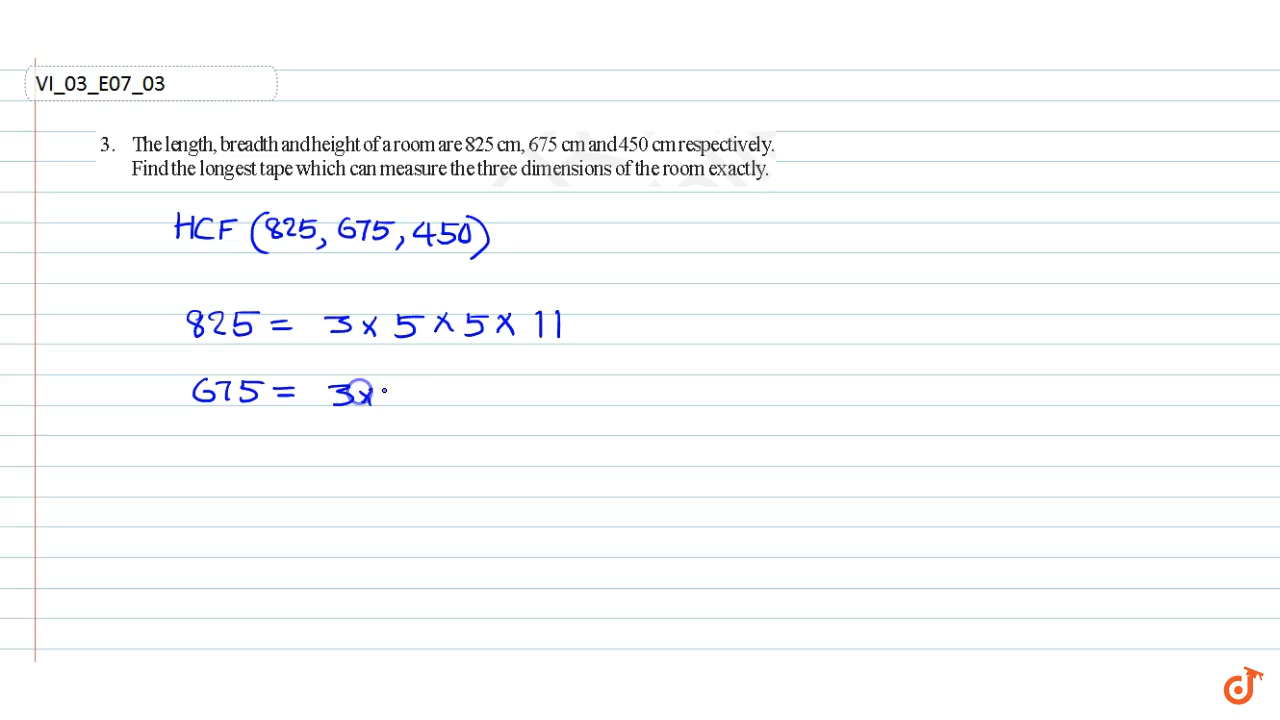 VI_03_E07_03
3. The length, breadth and height of a room are 825 cm, 675 cm and 450 cm respectively.
Find the longest tape which can measure the three dimensions of the room exactly.
HCF (825, 675, 450)
825 = 3 × 5 × 5 × 11
675 = 3×